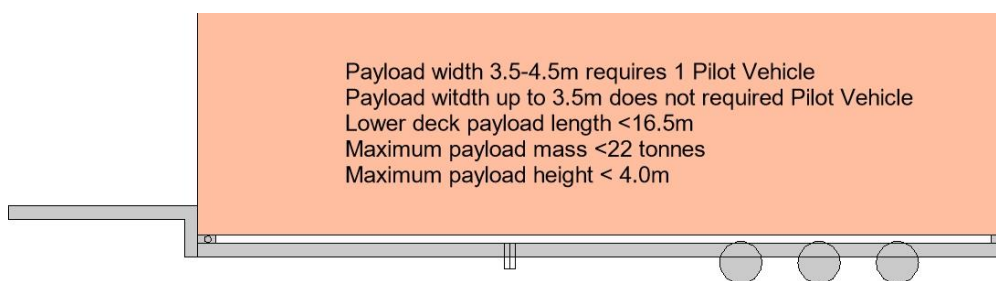 Payload width 3.5-4.5m requires 1 Pilot Vehicle
Payload witdth up to 3.5m does not required Pilot Vehicle
Lower deck payload length <16.5m
Maximum payload mass <22 tonnes
Maximum payload height < 4.0m